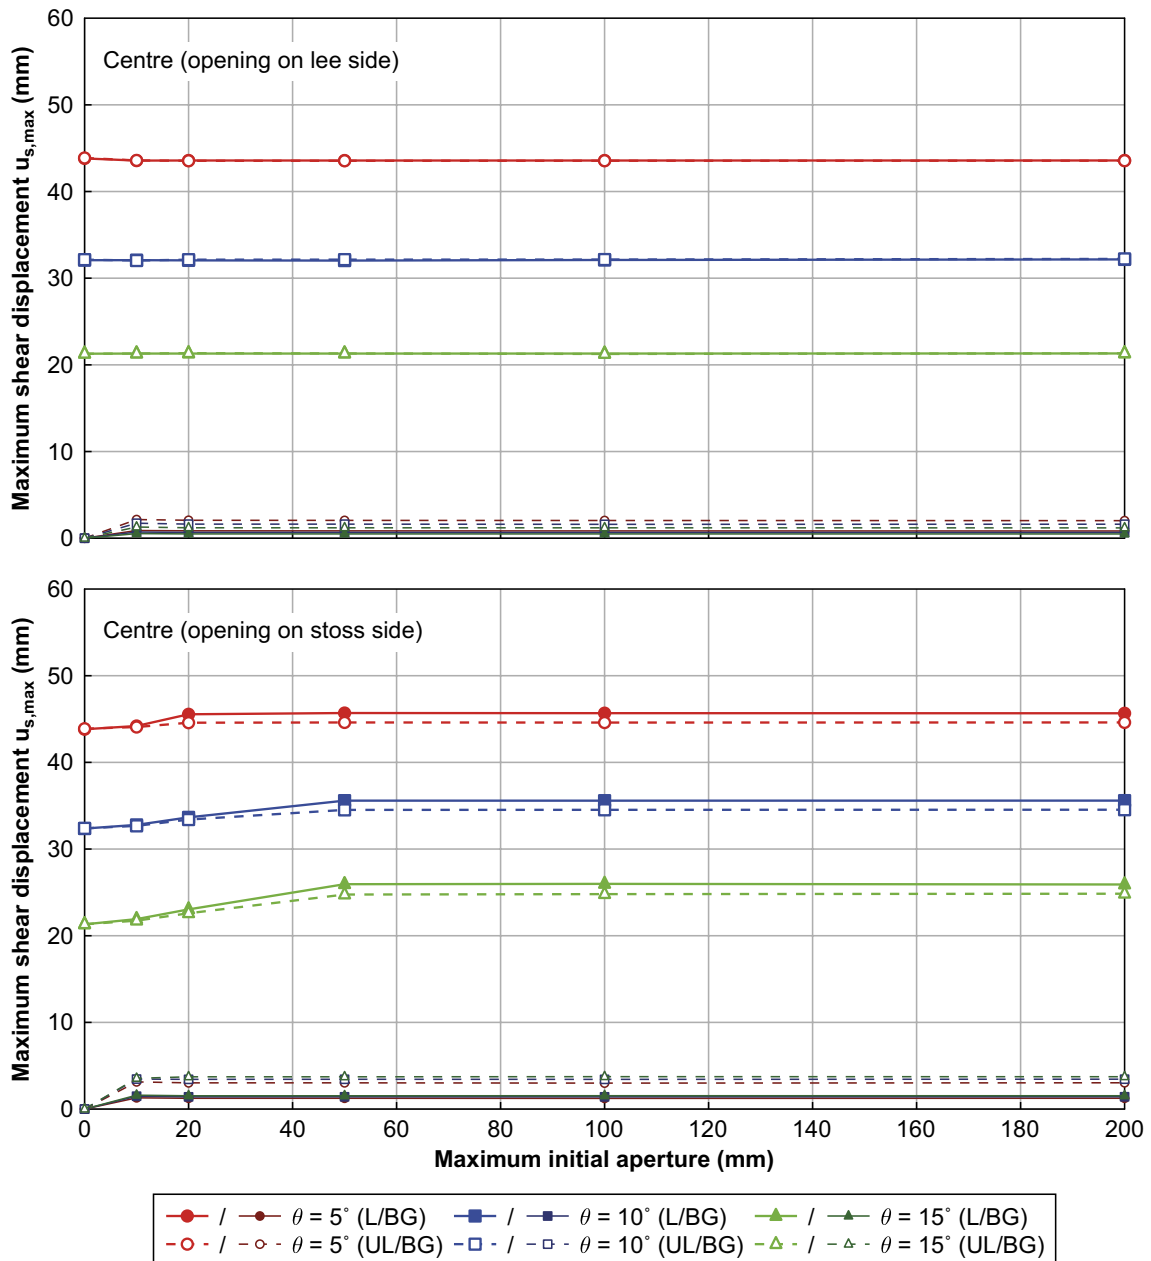 60
Centre (opening on lee side)
50
40
30
20
10
0
Maximum shear displacement us,max (mm)
60
Centre (opening on stoss side)
50
40
30
20
10
0
Maximum shear displacement us,max (mm)
0 20 40 60 80 100 120 140 160 180 200
Maximum initial aperture (mm)
/ θ = 5° (L/BG) / θ = 10° (L/BG) / θ = 15° (L/BG)
/ θ = 5° (UL/BG) / θ = 10° (UL/BG) / θ = 15° (UL/BG)